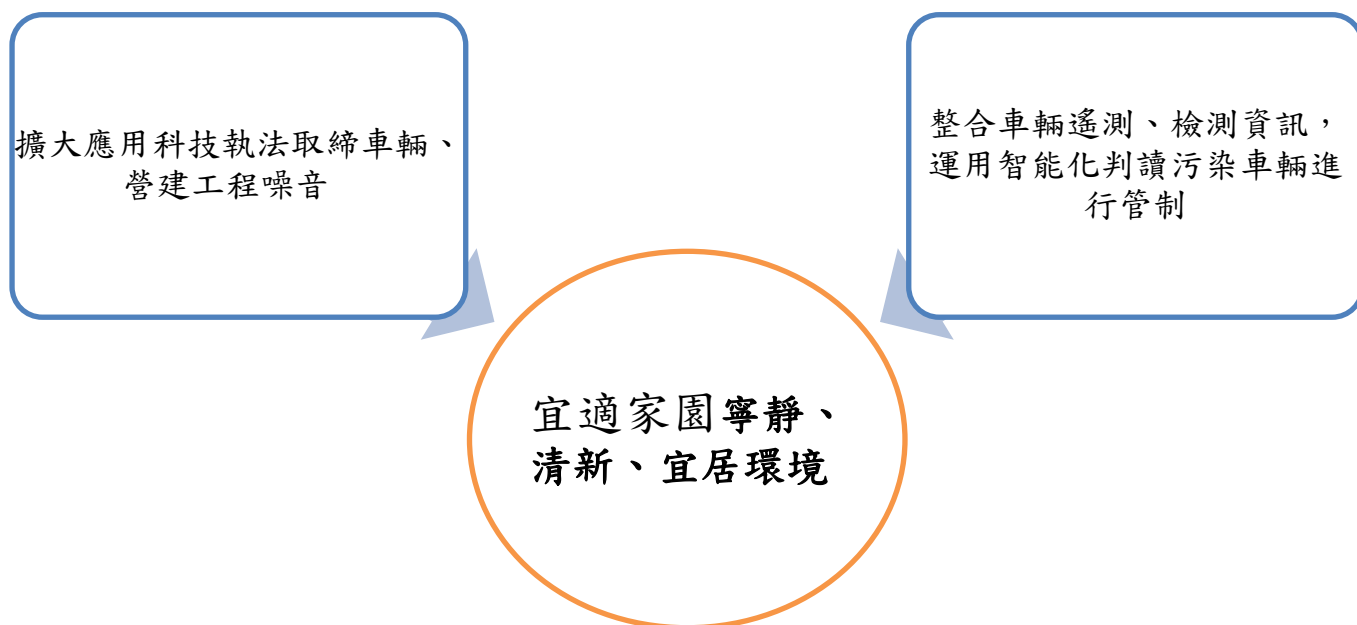 擴大應用科技執法取締車輛、
營建工程噪音
整合車輛遙測、檢測資訊，
運用智能化判讀污染車輛進
行管制
宜適家園寧靜、
清新、宜居環境